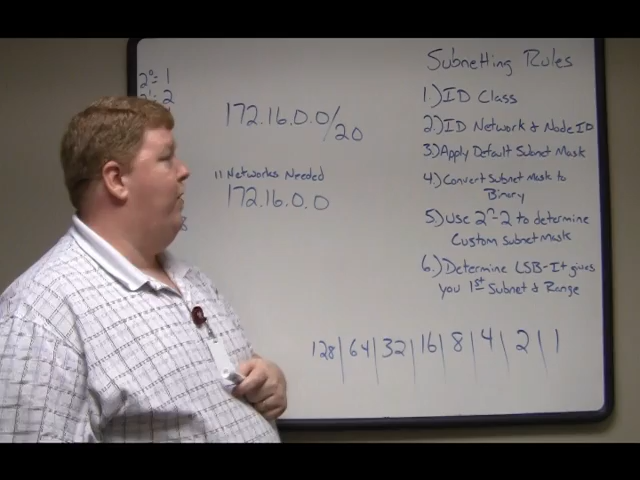 2⁰= 1
2¹= 2
8
172.16.0.0/20
11 Networks Needed
172.16.0.0
Subnetting Rules
1.) ID Class
2.) ID Network & Node ID
3.) Apply Default Subnet Mask
4.) Convert Subnet Mask to
Binary
5.) Use 2ⁿ-2 to determine
Custom Subnet Mask
6.) Determine LSB-It gives
you 1st Subnet & Range
128|64|32|16|8|4|2|1